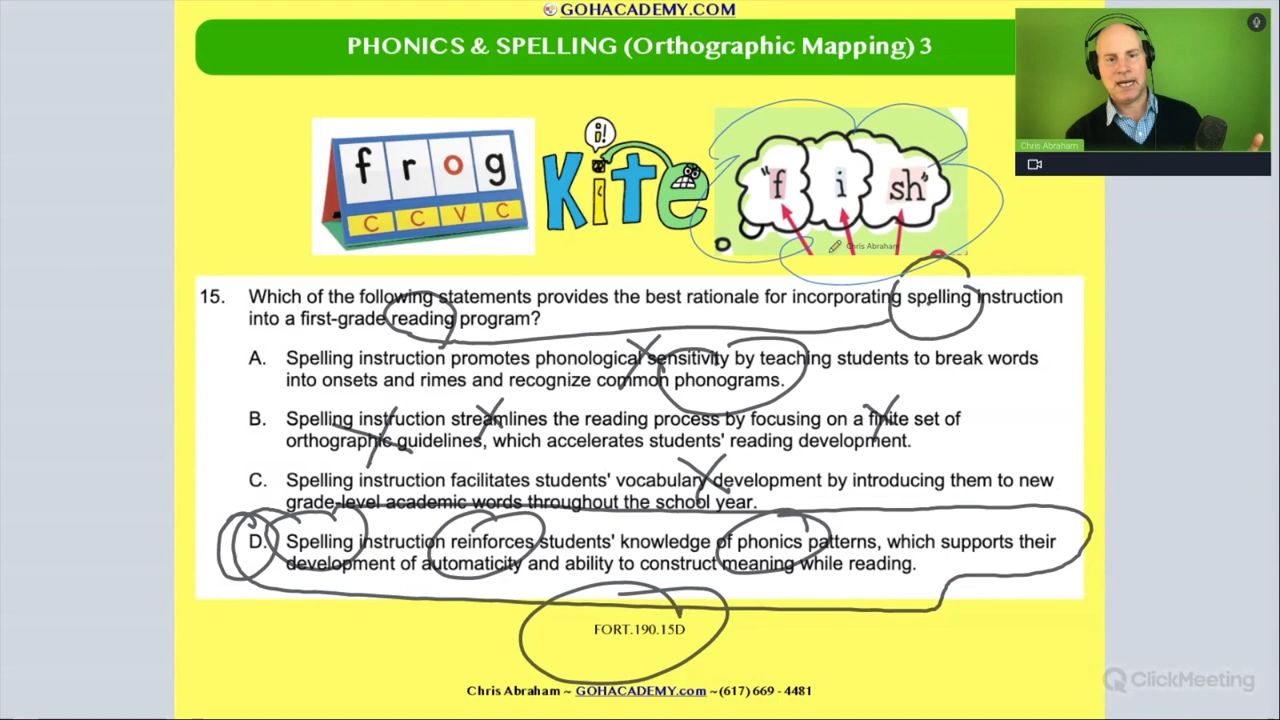 GOHACADEMY.COM
PHONICS & SPELLING (Orthographic Mapping) 3
Chris Abraham
f r o g
C C V C
i!
Kite
"f i sh"
Chris Abraham
15. Which of the following statements provides the best rationale for incorporating spelling instruction
into a first-grade reading program?
A. Spelling instruction promotes phonological sensitivity by teaching students to break words
into onsets and rimes and recognize common phonograms.
B. Spelling instruction streamlines the reading process by focusing on a finite set of
orthographic guidelines, which accelerates students' reading development.
C. Spelling instruction facilitates students' vocabulary development by introducing them to new
grade-level academic words throughout the school year.
D. Spelling instruction reinforces students' knowledge of phonics patterns, which supports their
development of automaticity and ability to construct meaning while reading.
FORT.190.15D
Chris Abraham ~ GOHACADEMY.com ~(617) 669 - 4481
ClickMeeting